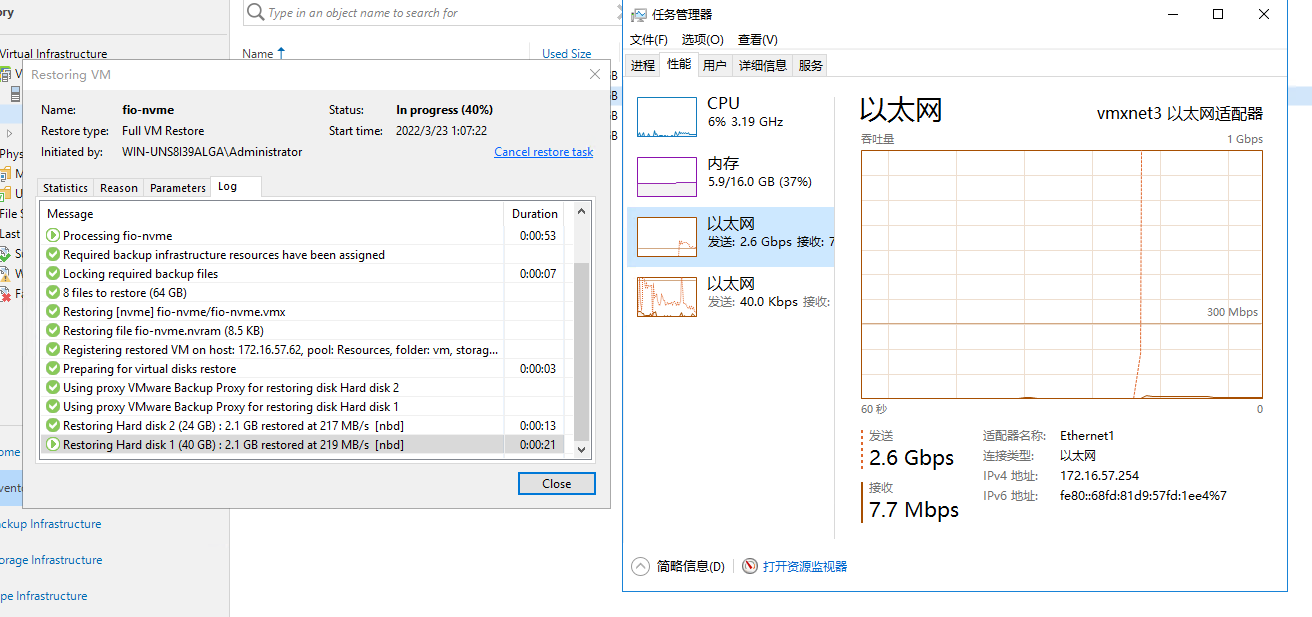 ory
Type in an object name to search for
Virtual Infrastructure
Name
Used Size
V
B
B
B
B
Phys
M
U
File S
Last
S
W
Fa
ome
vento
ackup Infrastructure
orage Infrastructure
pe Infrastructure
Restoring VM
Name: fio-nvme
Status: In progress (40%)
Restore type: Full VM Restore
Start time: 2022/3/23 1:07:22
Initiated by: WIN-UNS8I39ALGA\Administrator
Cancel restore task
Statistics Reason Parameters Log
Message Duration
Processing fio-nvme 0:00:53
Required backup infrastructure resources have been assigned
Locking required backup files 0:00:07
8 files to restore (64 GB)
Restoring [nvme] fio-nvme/fio-nvme.vmx
Restoring file fio-nvme.nvram (8.5 KB)
Registering restored VM on host: 172.16.57.62, pool: Resources, folder: vm, storag...
Preparing for virtual disks restore 0:00:03
Using proxy VMware Backup Proxy for restoring disk Hard disk 2
Using proxy VMware Backup Proxy for restoring disk Hard disk 1
Restoring Hard disk 2 (24 GB) : 2.1 GB restored at 217 MB/s [nbd] 0:00:13
Restoring Hard disk 1 (40 GB) : 2.1 GB restored at 219 MB/s [nbd] 0:00:21
Close
任务管理器
文件(F) 选项(O) 查看(V)
进程 性能 用户 详细信息 服务
CPU
6% 3.19 GHz
内存
5.9/16.0 GB (37%)
以太网
发送: 2.6 Gbps 接收: 7
以太网
发送: 40.0 Kbps 接收:
以太网
vmxnet3 以太网适配器
吞吐量
1 Gbps
300 Mbps
60 秒
0
发送
2.6 Gbps
接收
7.7 Mbps
适配器名称: Ethernet1
连接类型: 以太网
IPv4 地址: 172.16.57.254
IPv6 地址: fe80::68fd:81d9:57fd:1ee4%7
简略信息(D)
打开资源监视器